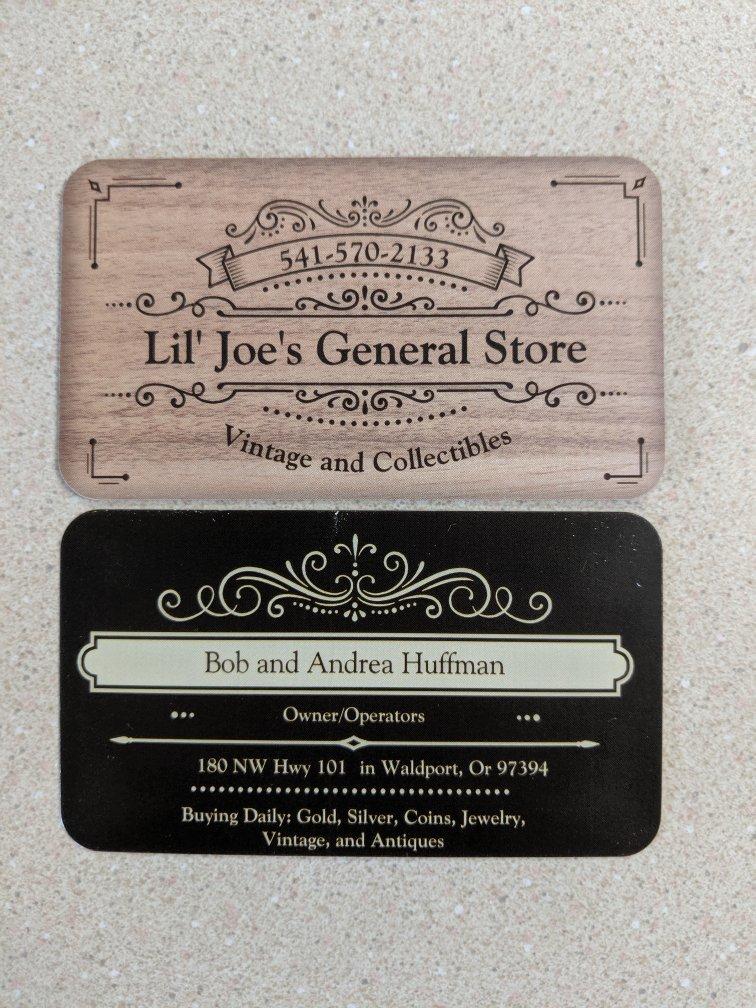 541-570-2133
Lil' Joe's General Store
Vintage and Collectibles
Bob and Andrea Huffman
Owner/Operators
180 NW Hwy 101 in Waldport, Or 97394
Buying Daily: Gold, Silver, Coins, Jewelry,
Vintage, and Antiques